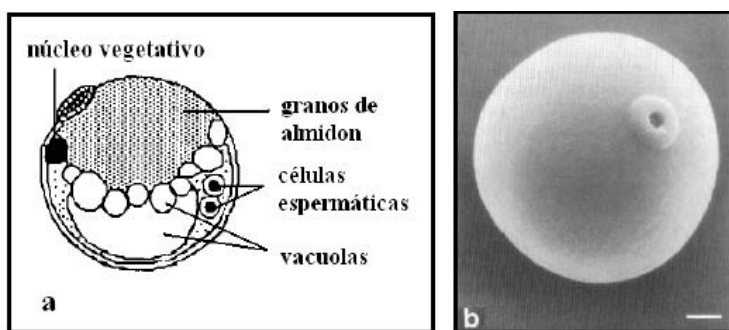 núcleo vegetativo
granos de
almidon
células
espermáticas
vacuolas
a
b